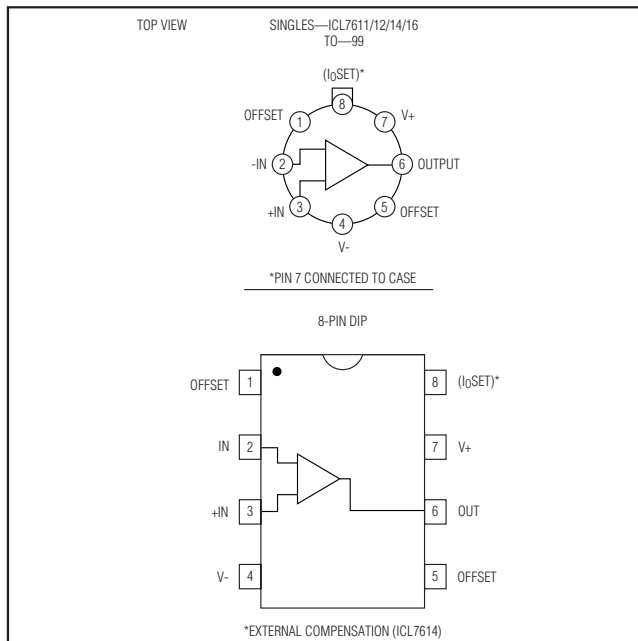 TOP VIEW
SINGLES—ICL7611/12/14/16
TO—99
(I0SET)*
8
OFFSET
1
7
V+
-IN
2
6
OUTPUT
+IN
3
5
OFFSET
4
V-
*PIN 7 CONNECTED TO CASE
8-PIN DIP
OFFSET
1
8
(I0SET)*
IN
2
7
V+
+IN
3
6
OUT
V-
4
5
OFFSET
*EXTERNAL COMPENSATION (ICL7614)